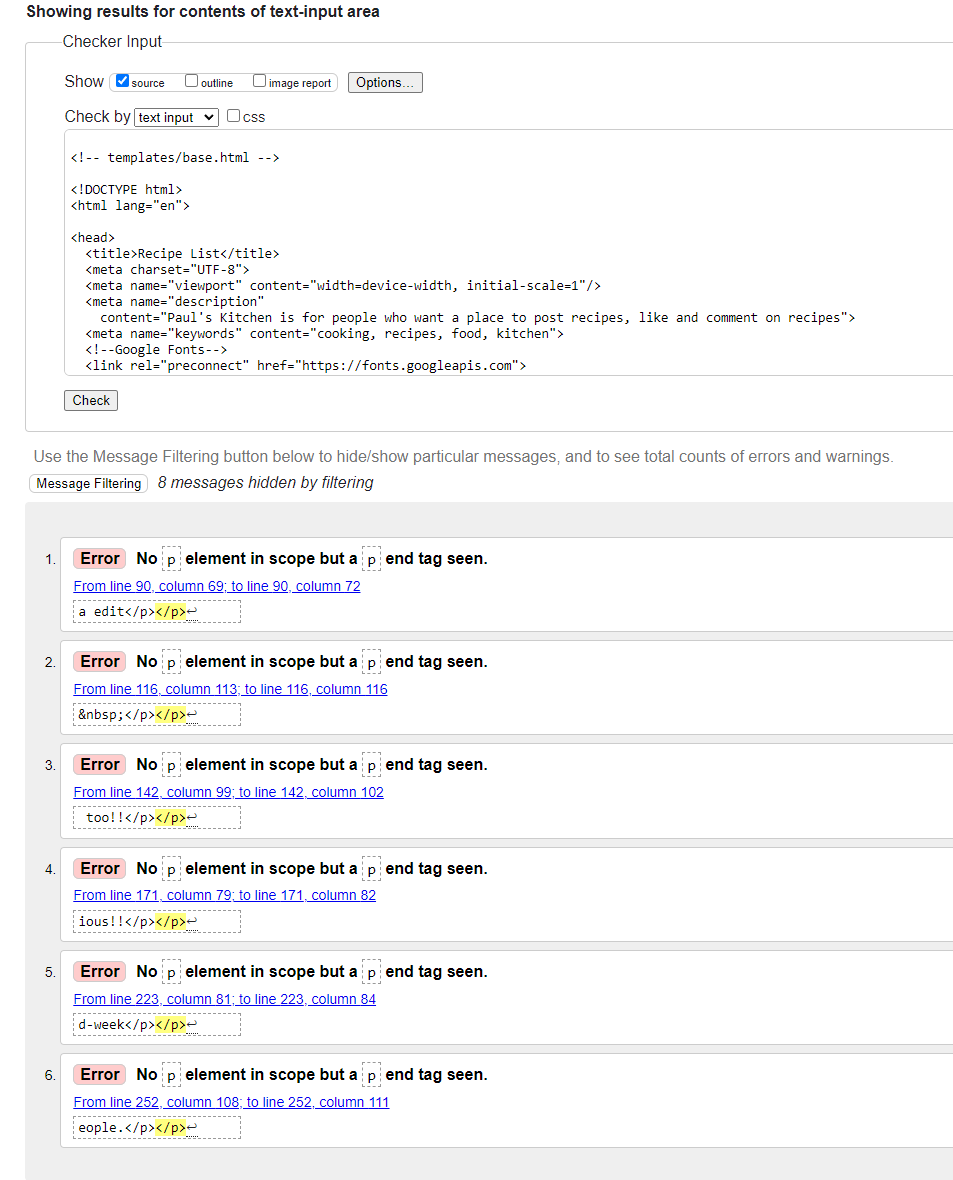 Showing results for contents of text-input area
Checker Input
Show source outline image report Options...
Check by text input css
<!-- templates/base.html -->
<!DOCTYPE html>
<html lang="en">
<head>
<title>Recipe List</title>
<meta charset="UTF-8">
<meta name="viewport" content="width=device-width, initial-scale=1"/>
<meta name="description"
content="Paul's Kitchen is for people who want a place to post recipes, like and comment on recipes">
<meta name="keywords" content="cooking, recipes, food, kitchen">
<!--Google Fonts-->
<link rel="preconnect" href="https://fonts.googleapis.com">
Check
Use the Message Filtering button below to hide/show particular messages, and to see total counts of errors and warnings.
Message Filtering 8 messages hidden by filtering
1. Error No p element in scope but a p end tag seen.
From line 90, column 69; to line 90, column 72
a edit</p></p>↩
2. Error No p element in scope but a p end tag seen.
From line 116, column 113; to line 116, column 116
&nbsp;</p></p>↩
3. Error No p element in scope but a p end tag seen.
From line 142, column 99; to line 142, column 102
too!!</p></p>↩
4. Error No p element in scope but a p end tag seen.
From line 171, column 79; to line 171, column 82
ious!!</p></p>↩
5. Error No p element in scope but a p end tag seen.
From line 223, column 81; to line 223, column 84
d-week</p></p>↩
6. Error No p element in scope but a p end tag seen.
From line 252, column 108; to line 252, column 111
eople.</p></p>↩